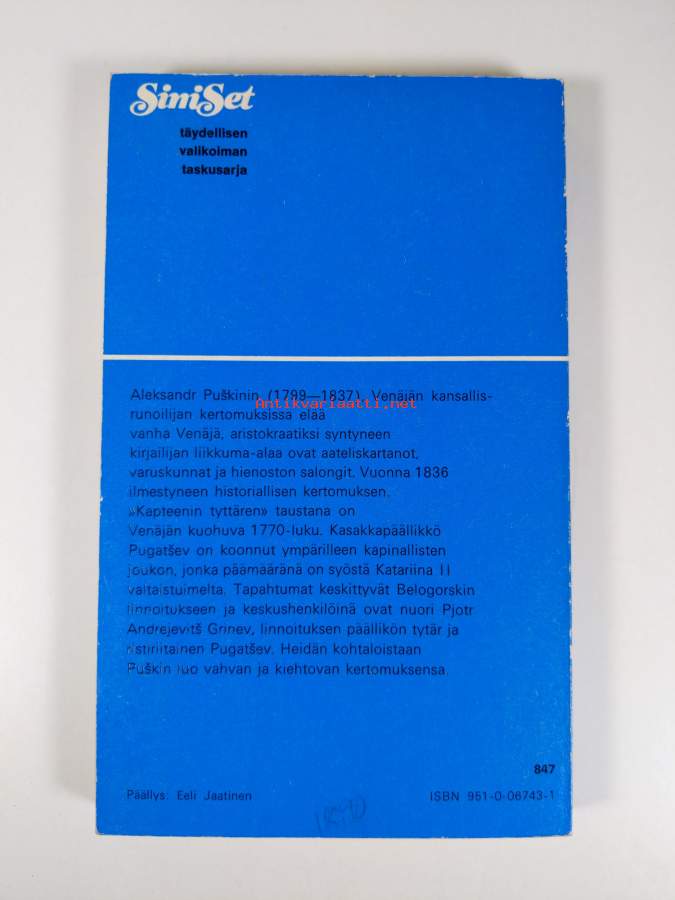 SiniSet
täydellisen
valikoiman
taskusarja
Aleksandr Puškinin (1799—1837), Venäjän kansallis-
Antikvariaatti.net
runoilijan kertomuksissa elää
vanha Venäjä, aristokraatiksi syntyneen
kirjailijan liikkuma-alaa ovat aateliskartanot,
varuskunnat ja hienoston salongit. Vuonna 1836
ilmestyneen historiallisen kertomuksen,
»Kapteenin tyttären» taustana on
Venäjän kuohuva 1770-luku. Kasakkapäällikkö
Pugatšev on koonnut ympärilleen kapinallisten
joukon, jonka päämääränä on syöstä Katariina II
valtaistuimelta. Tapahtumat keskittyvät Belogorskin
linnoitukseen ja keskushenkilöinä ovat nuori Pjotr
Andrejevitš Grinev, linnoituksen päällikön tytär ja
ristiriitainen Pugatšev. Heidän kohtaloistaan
Puškin luo vahvan ja kiehtovan kertomuksensa.
847
Päällys: Eeli Jaatinen
ISBN 951-0-06743-1